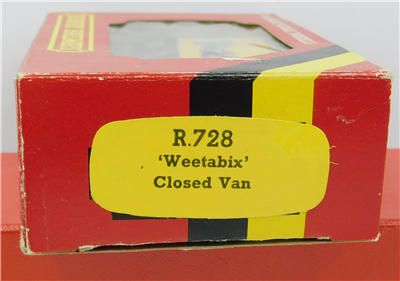 R.728
‘Weetabix’
Closed Van